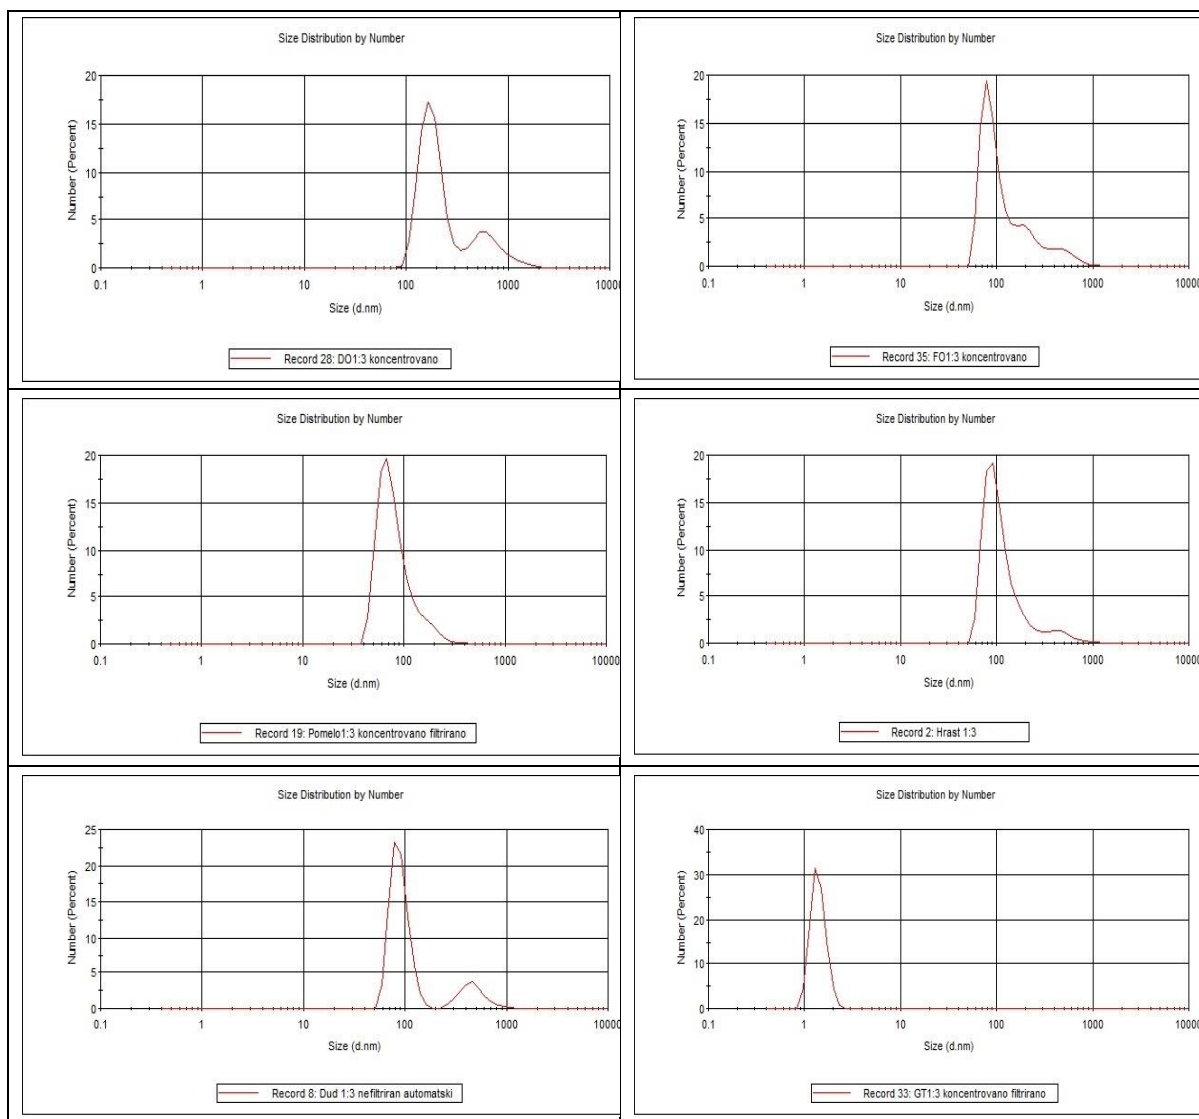 Size Distribution by Number
Number (Percent)
20
15
10
5
0
0.1 1 10 100 1000 10000
Size (d.nm)
Record 28: DO1:3 koncentrovano
Size Distribution by Number
Number (Percent)
20
15
10
5
0
0.1 1 10 100 1000 10000
Size (d.nm)
Record 35: FO1:3 koncentrovano
Size Distribution by Number
Number (Percent)
20
15
10
5
0
0.1 1 10 100 1000 10000
Size (d.nm)
Record 19: Pomelo1:3 koncentrovano filtrirano
Size Distribution by Number
Number (Percent)
20
15
10
5
0
0.1 1 10 100 1000 10000
Size (d.nm)
Record 2: Hrast 1:3
Size Distribution by Number
Number (Percent)
25
20
15
10
5
0
0.1 1 10 100 1000 10000
Size (d.nm)
Record 8: Dud 1:3 nefiltriran automatski
Size Distribution by Number
Number (Percent)
40
30
20
10
0
0.1 1 10 100 1000 10000
Size (d.nm)
Record 33: GT1:3 koncentrovano filtrirano